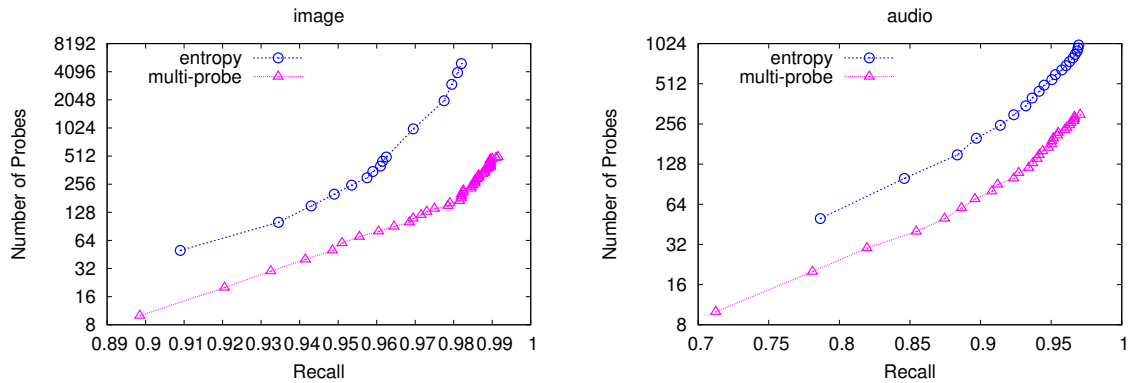 image
Number of Probes
8192
4096
2048
1024
512
256
128
64
32
16
8
entropy
multi-probe
0.89 0.9 0.91 0.92 0.93 0.94 0.95 0.96 0.97 0.98 0.99 1
Recall
audio
Number of Probes
1024
512
256
128
64
32
16
8
entropy
multi-probe
0.7 0.75 0.8 0.85 0.9 0.95 1
Recall